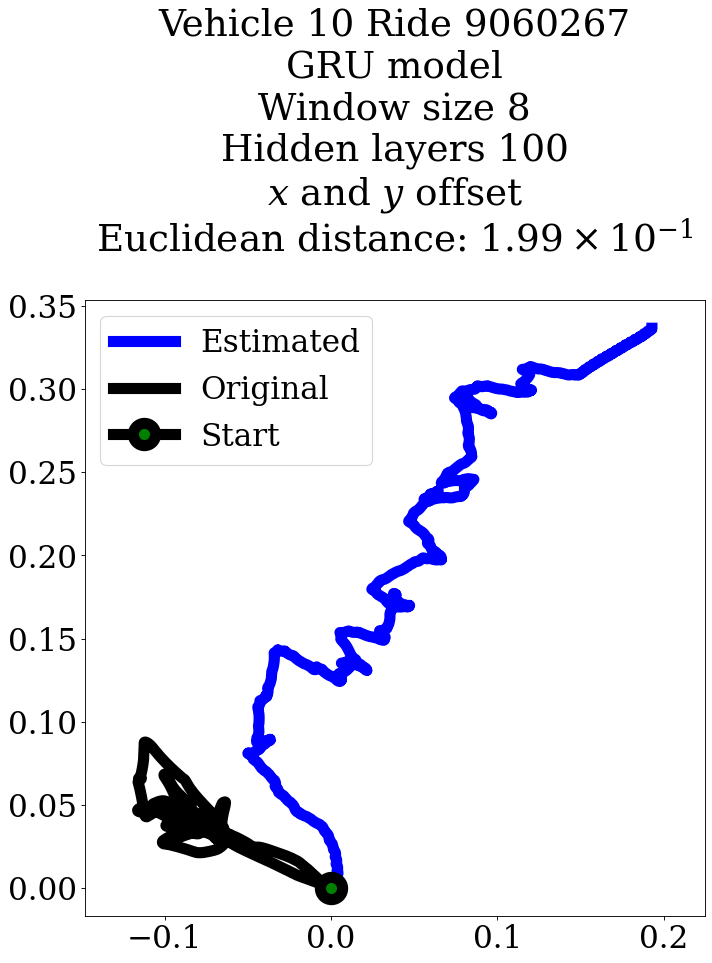 Vehicle 10 Ride 9060267
GRU model
Window size 8
Hidden layers 100
x and y offset
Euclidean distance: 1.99 × 10⁻¹
0.35
0.30
0.25
0.20
0.15
0.10
0.05
0.00
Estimated
Original
Start
−0.1
0.0
0.1
0.2